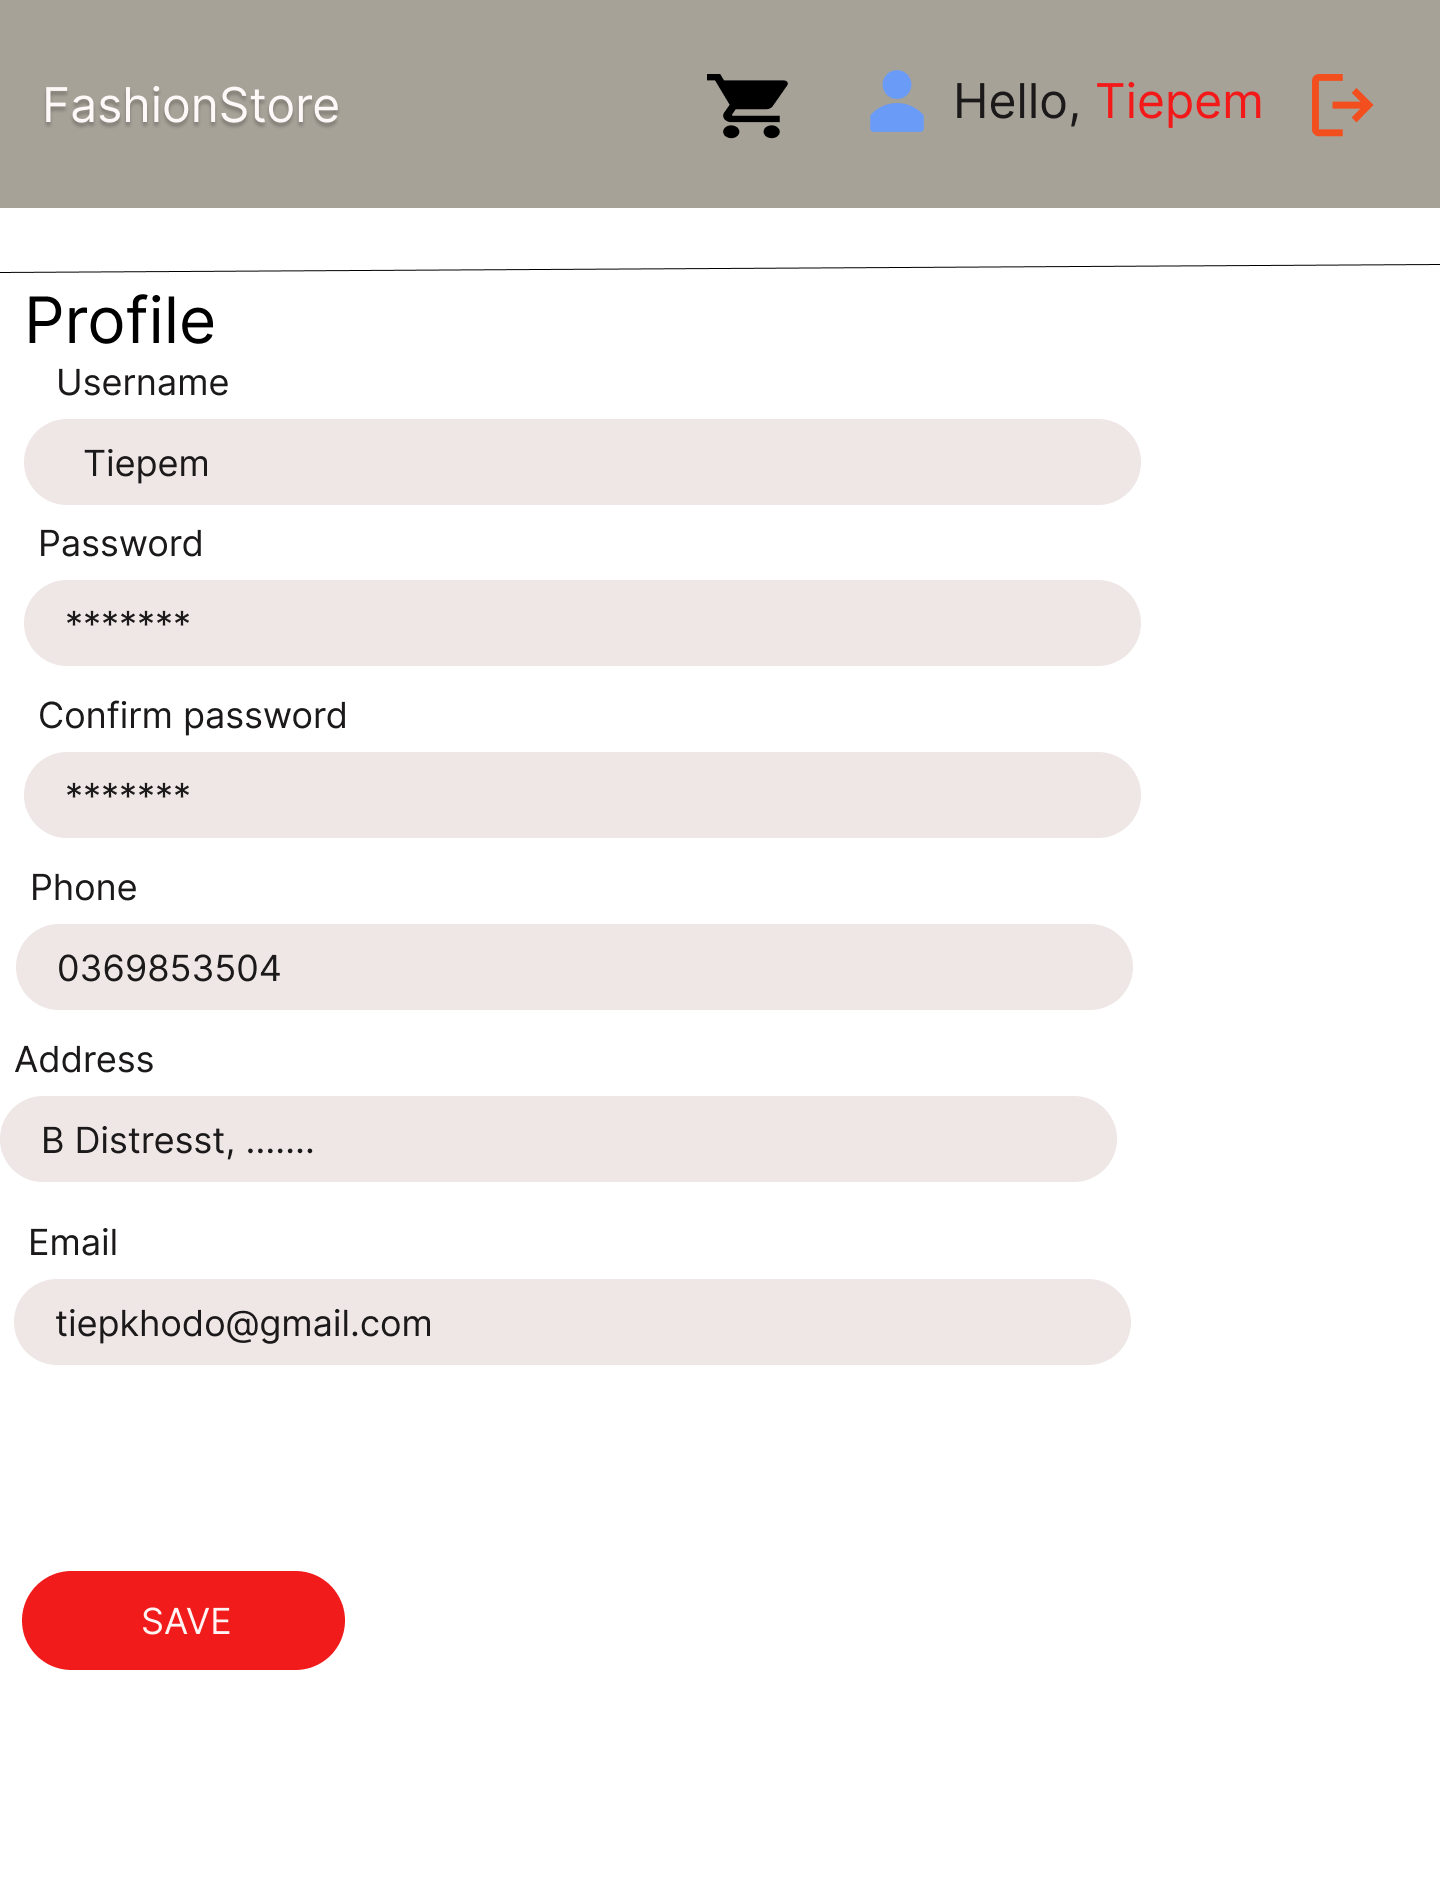 FashionStore
Hello, Tiepem
Profile
Username
Tiepem
Password
*******
Confirm password
*******
Phone
0369853504
Address
B Distresst, .......
Email
tiepkhodo@gmail.com
SAVE